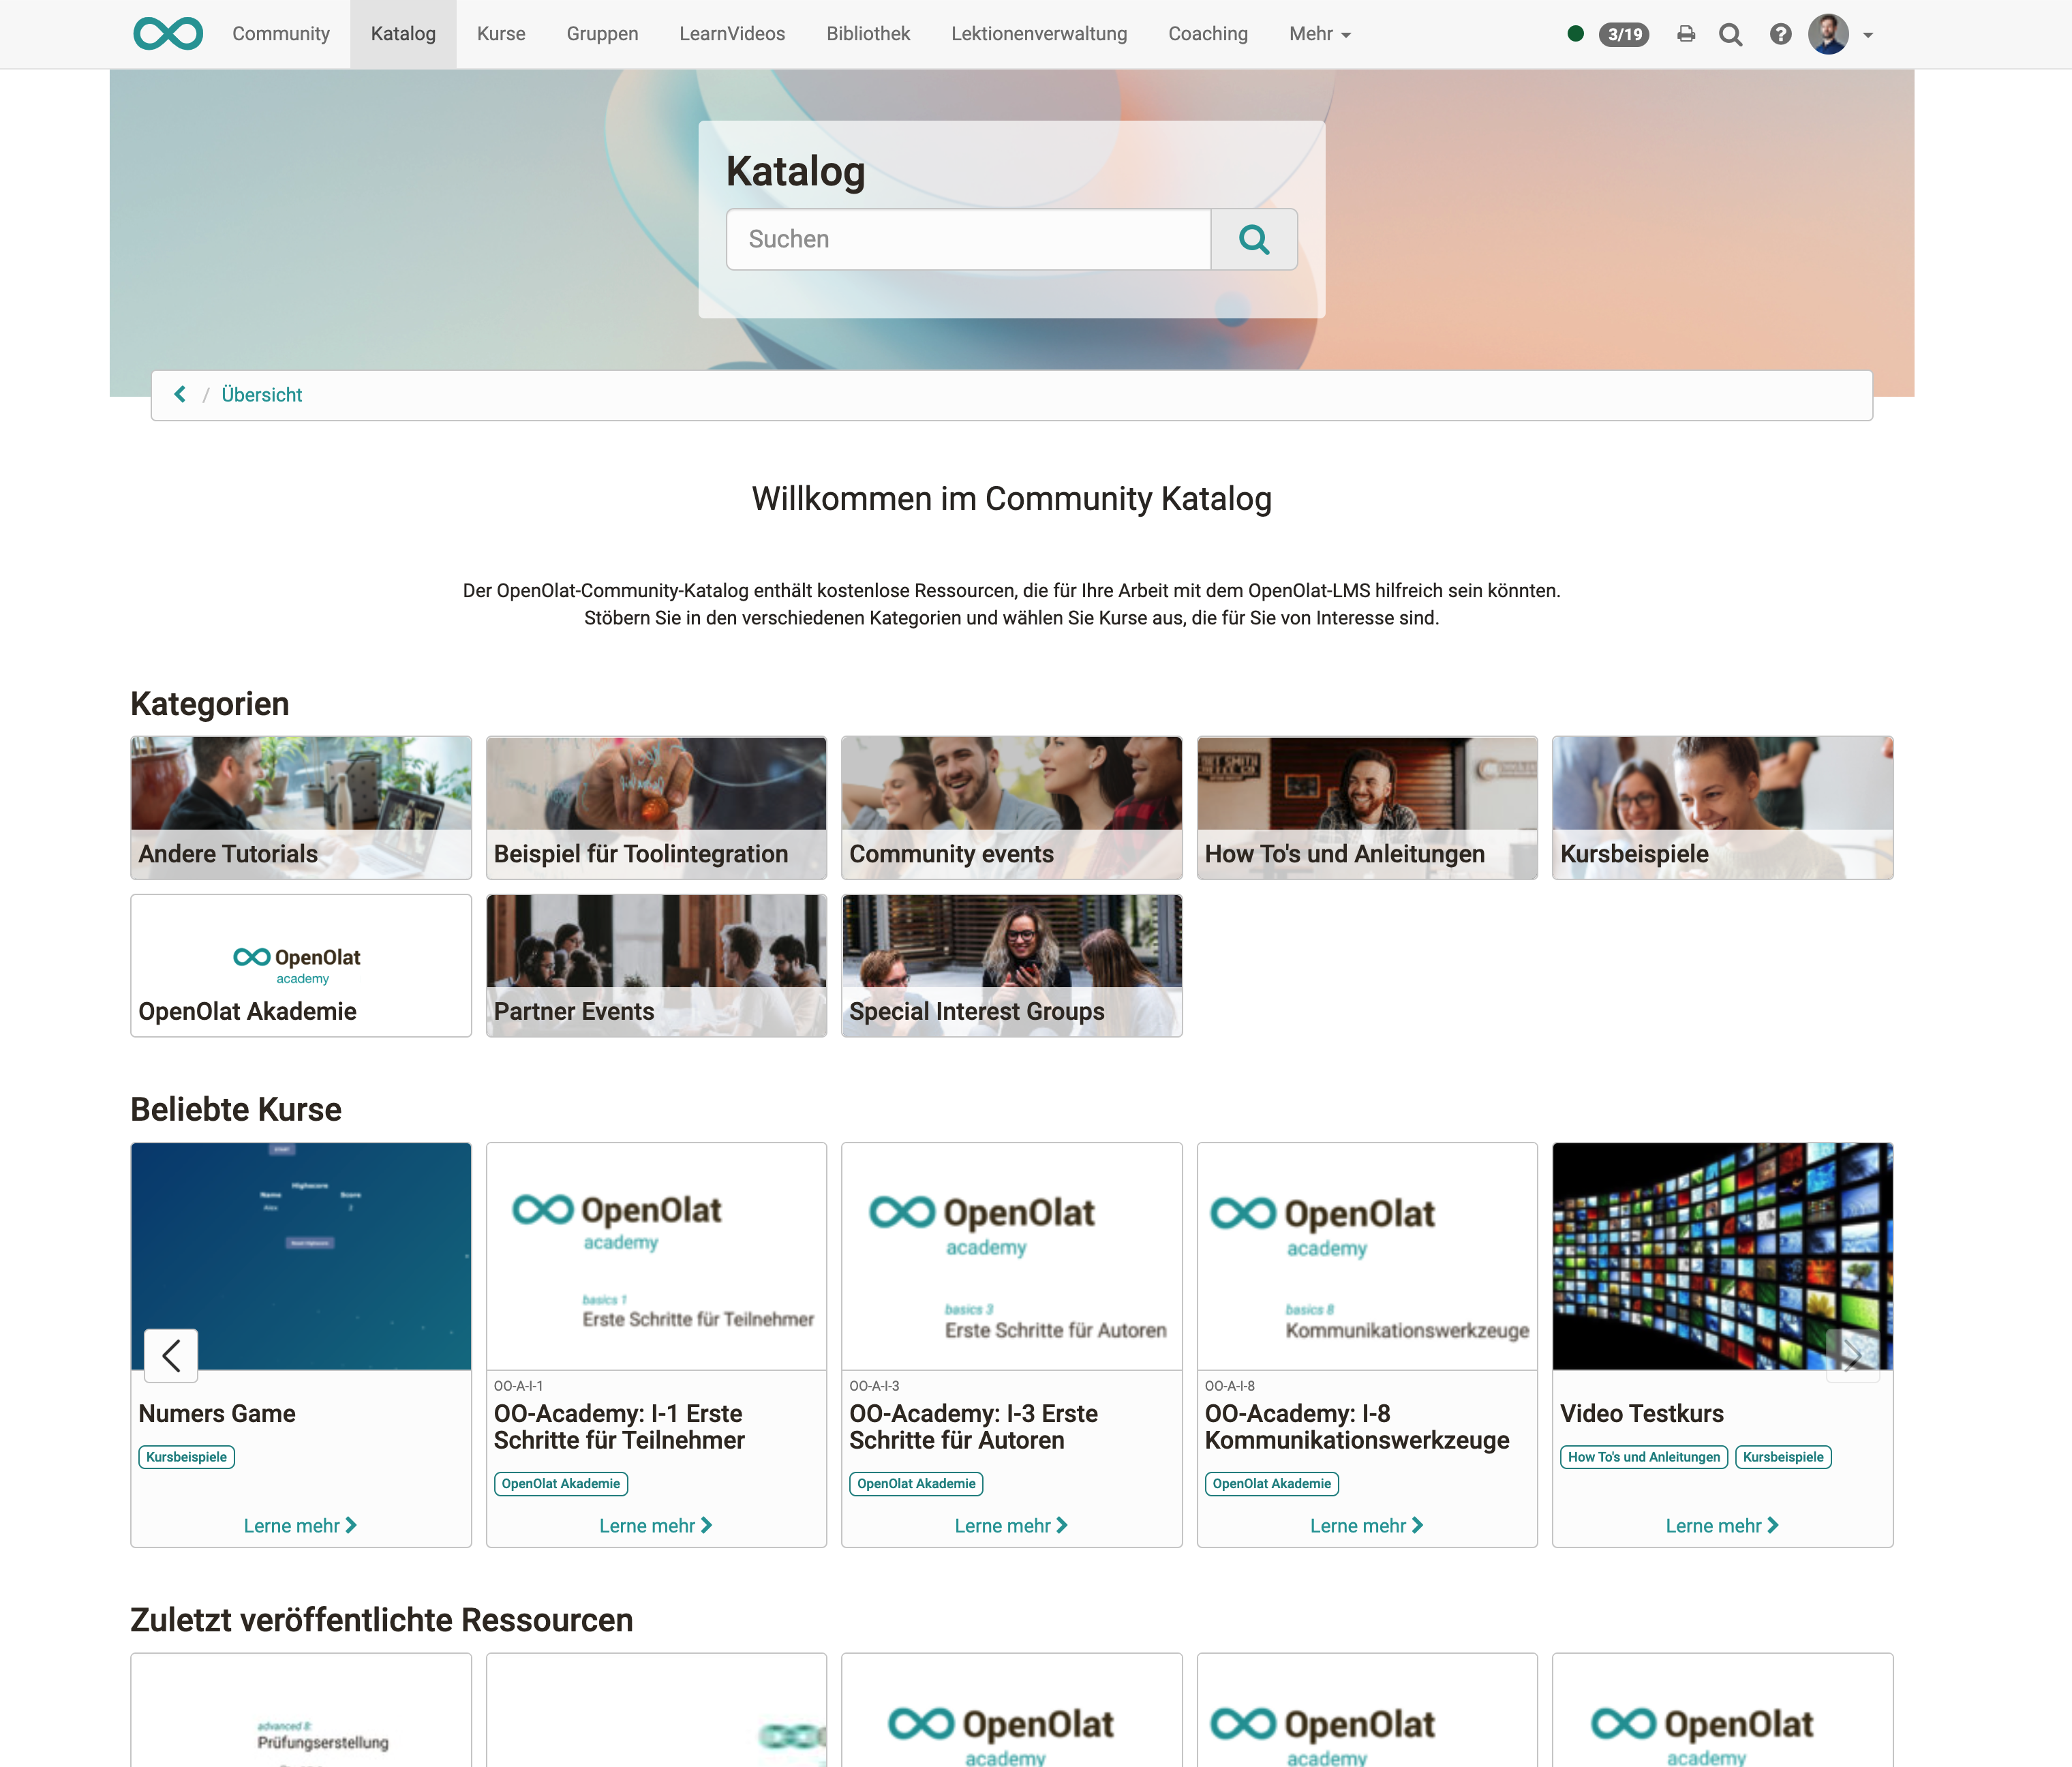 Community Katalog Kurse Gruppen LearnVideos Bibliothek Lektionenverwaltung Coaching Mehr 3/19
Katalog
Suchen
/ Übersicht
Willkommen im Community Katalog
Der OpenOlat-Community-Katalog enthält kostenlose Ressourcen, die für Ihre Arbeit mit dem OpenOlat-LMS hilfreich sein könnten.
Stöbern Sie in den verschiedenen Kategorien und wählen Sie Kurse aus, die für Sie von Interesse sind.
Kategorien
Andere Tutorials
Beispiel für Toolintegration
Community events
How To's und Anleitungen
Kursbeispiele
OpenOlat
academy
OpenOlat Akademie
Partner Events
Special Interest Groups
Beliebte Kurse
START
Highscore
Name Score
Alex 2
Reset Highscore
Numers Game
Kursbeispiele
Lerne mehr
OpenOlat
academy
basics 1
Erste Schritte für Teilnehmer
OO-A-I-1
OO-Academy: I-1 Erste
Schritte für Teilnehmer
OpenOlat Akademie
Lerne mehr
OpenOlat
academy
basics 3
Erste Schritte für Autoren
OO-A-I-3
OO-Academy: I-3 Erste
Schritte für Autoren
OpenOlat Akademie
Lerne mehr
OpenOlat
academy
basics 8
Kommunikationswerkzeuge
OO-A-I-8
OO-Academy: I-8
Kommunikationswerkzeuge
OpenOlat Akademie
Lerne mehr
Video Testkurs
How To's und Anleitungen Kursbeispiele
Lerne mehr
Zuletzt veröffentlichte Ressourcen
advanced 8:
Prüfungserstellung
OpenOlat
academy
OpenOlat
academy
OpenOlat
academy